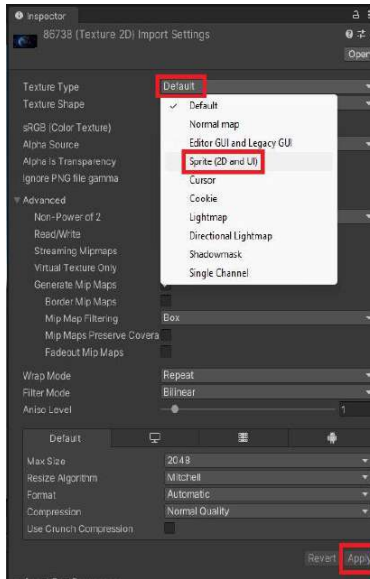 Inspector
86738 (Texture 2D) Import Settings
Open
Texture Type Default
Texture Shape
✓ Default
Normal map
sRGB (Color Texture)
Editor GUI and Legacy GUI
Alpha Source
Sprite (2D and UI)
Alpha Is Transparency
Cursor
Ignore PNG file gamma
Cookie
Advanced
Lightmap
Non-Power of 2
Directional Lightmap
Read/Write
Shadowmask
Streaming Mipmaps
Single Channel
Virtual Texture Only
Generate Mip Maps
Border Mip Maps
Mip Map Filtering Box
Mip Maps Preserve Covera
Fadeout Mip Maps
Wrap Mode Repeat
Filter Mode Bilinear
Aniso Level 1
Default
Max Size 2048
Resize Algorithm Mitchell
Format Automatic
Compression Normal Quality
Use Crunch Compression
Revert Apply